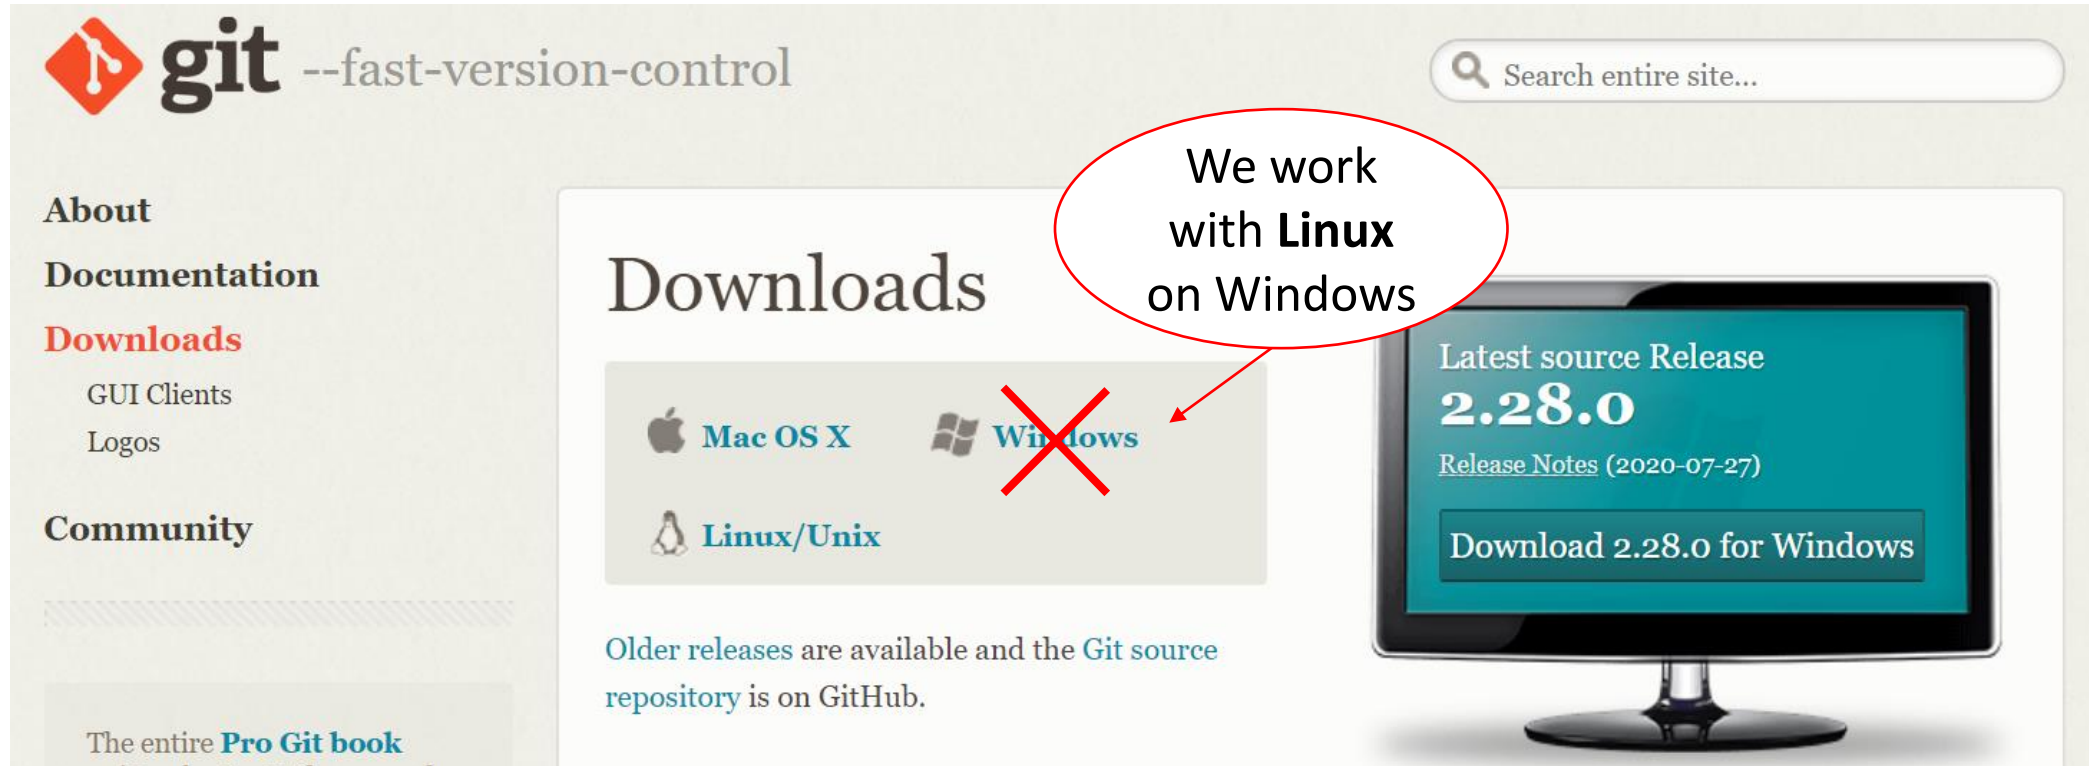 git --fast-version-control
Search entire site...
About
Documentation
Downloads
GUI Clients
Logos
Community
The entire Pro Git book
Downloads
We work
with Linux
on Windows
Mac OS X
Windows
Linux/Unix
Older releases are available and the Git source
repository is on GitHub.
Latest source Release
2.28.0
Release Notes (2020-07-27)
Download 2.28.0 for Windows